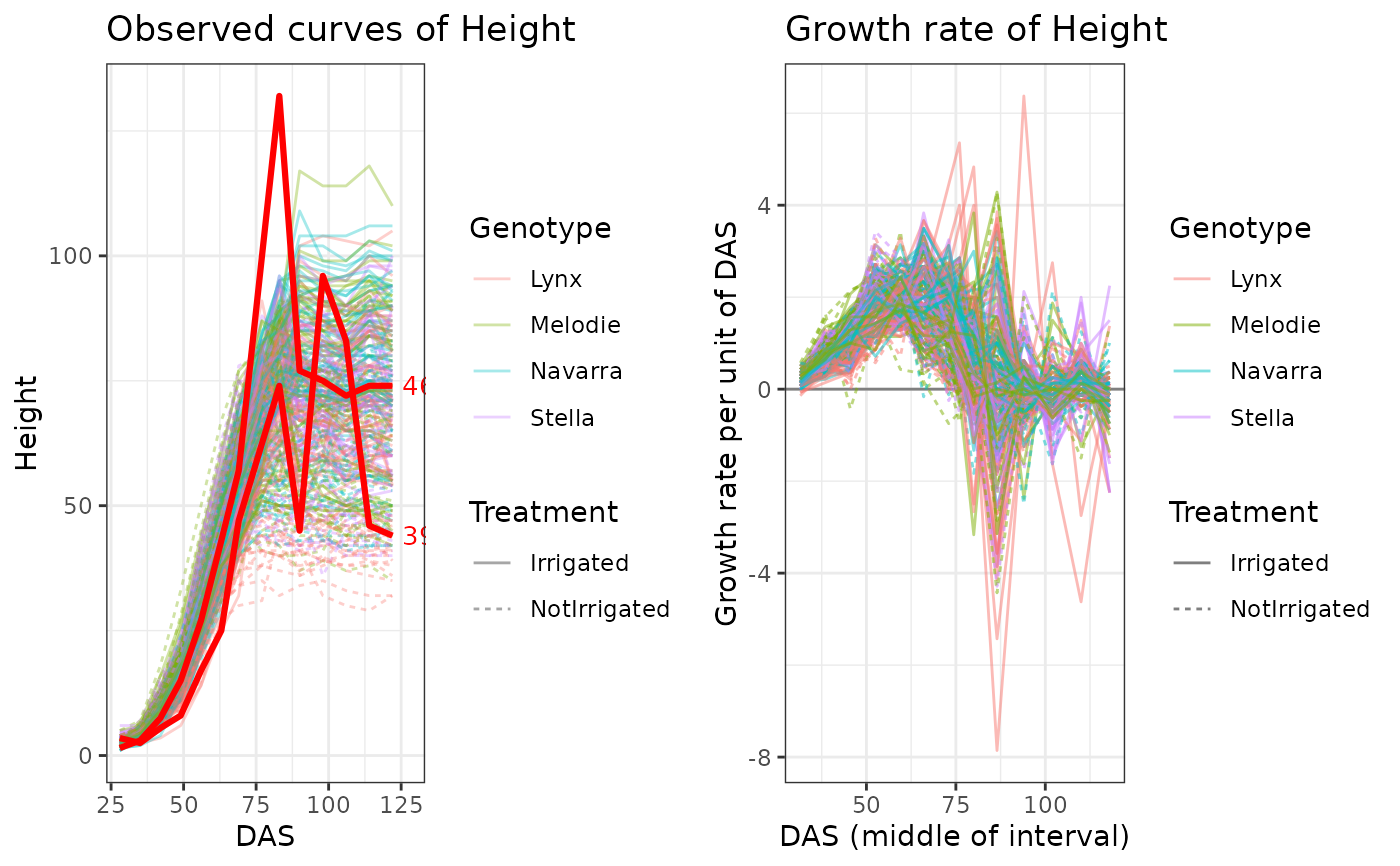 Observed curves of Height
Height
100
50
0
25 50 75 100 125
DAS
Genotype
Lynx
Melodie
Navarra
Stella
Treatment
Irrigated
NotIrrigated
Growth rate of Height
Growth rate per unit of DAS
4
0
-4
-8
50 75 100
DAS (middle of interval)
Genotype
Lynx
Melodie
Navarra
Stella
Treatment
Irrigated
NotIrrigated